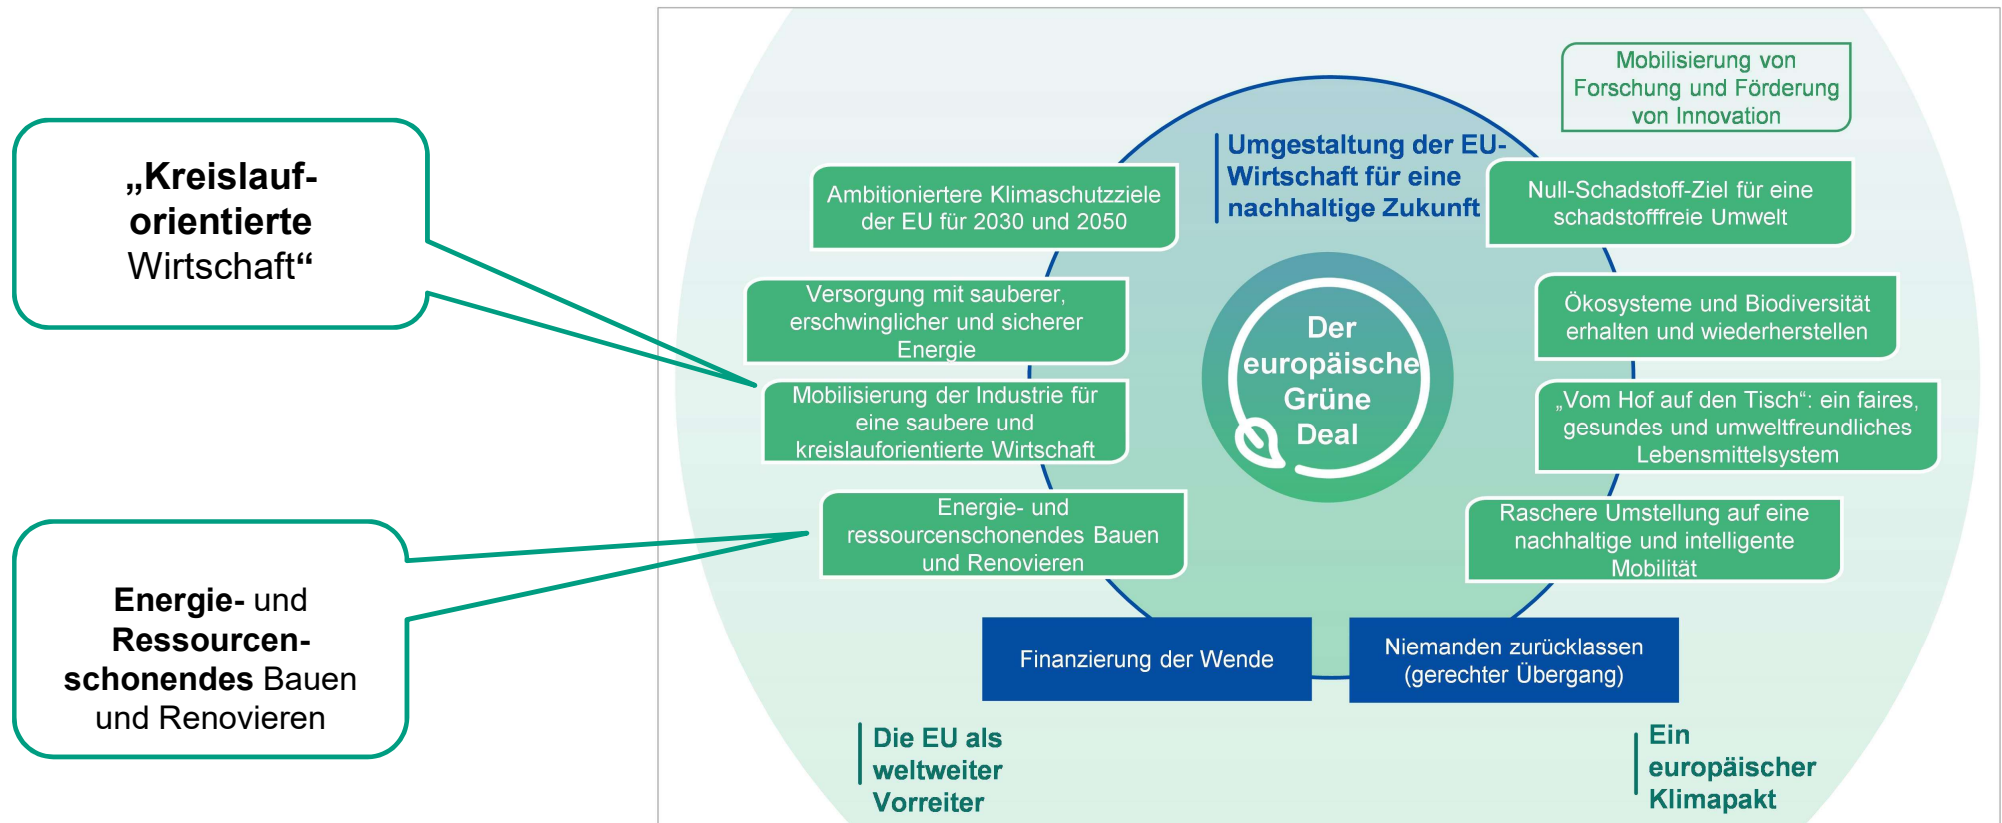 „Kreislauf-
orientierte
Wirtschaft“
Energie- und
Ressourcen-
schonendes Bauen
und Renovieren
Mobilisierung von
Forschung und Förderung
von Innovation
Umgestaltung der EU-
Wirtschaft für eine
nachhaltige Zukunft
Ambitioniertere Klimaschutzziele
der EU für 2030 und 2050
Versorgung mit sauberer,
erschwinglicher und sicherer
Energie
Mobilisierung der Industrie für
eine saubere und
kreislauforientierte Wirtschaft
Energie- und
ressourcenschonendes Bauen
und Renovieren
Der
europäische
Grüne
Deal
Null-Schadstoff-Ziel für eine
schadstofffreie Umwelt
Ökosysteme und Biodiversität
erhalten und wiederherstellen
„Vom Hof auf den Tisch“: ein faires,
gesundes und umweltfreundliches
Lebensmittelsystem
Raschere Umstellung auf eine
nachhaltige und intelligente
Mobilität
Finanzierung der Wende
Niemanden zurücklassen
(gerechter Übergang)
Die EU als
weltweiter
Vorreiter
Ein
europäischer
Klimapakt